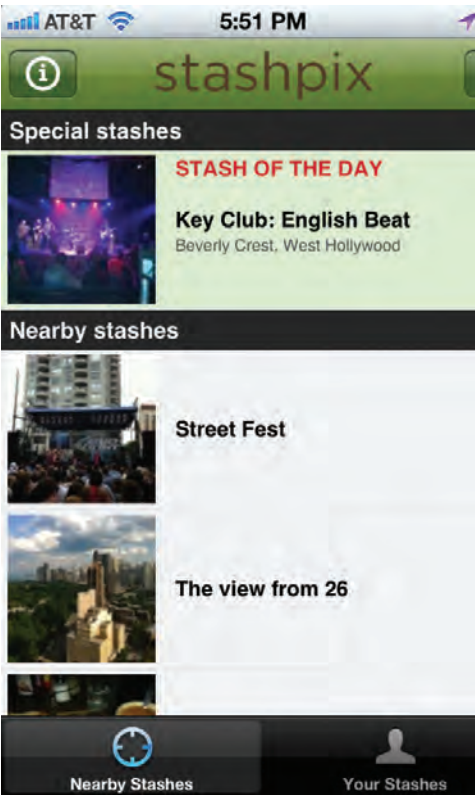 AT&T 5:51 PM
stashpix
Special stashes
STASH OF THE DAY
Key Club: English Beat
Beverly Crest, West Hollywood
Nearby stashes
Street Fest
The view from 26
Nearby Stashes Your Stashes